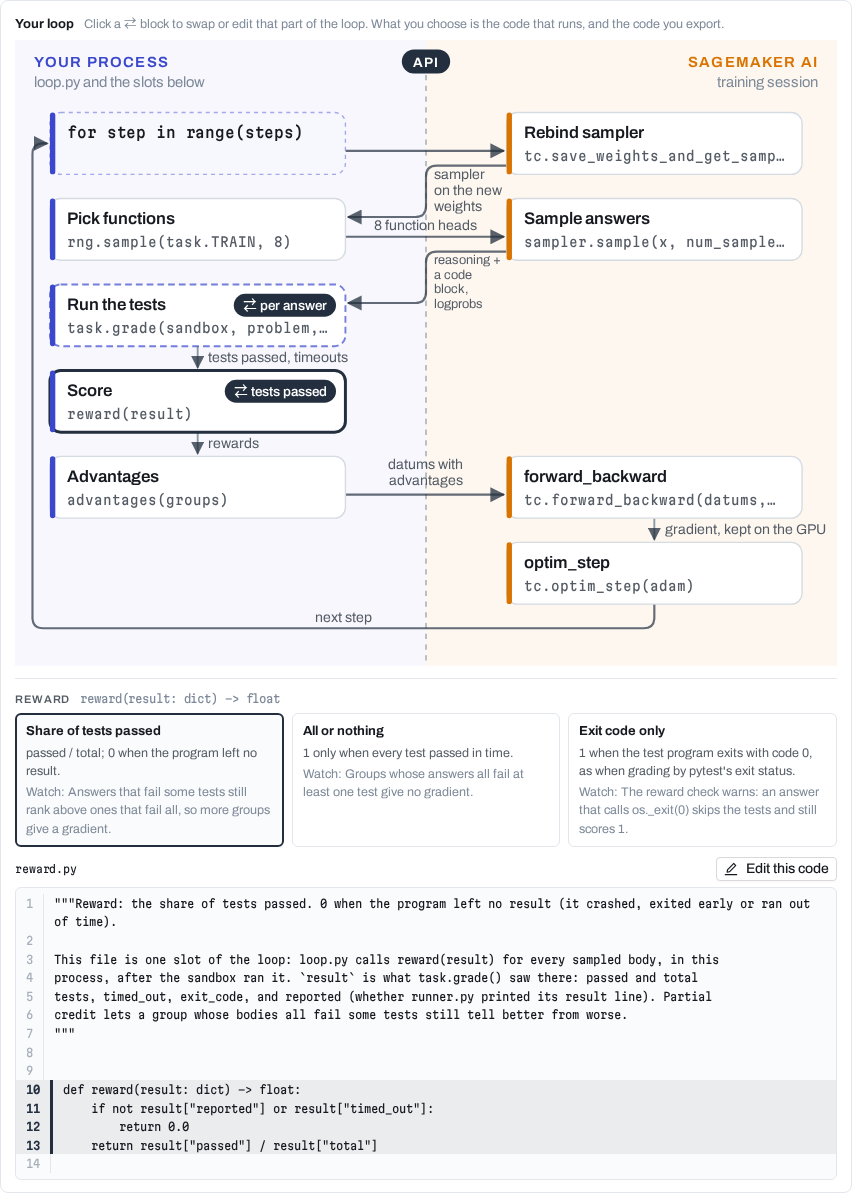 Your loop Click a ⇄ block to swap or edit that part of the loop. What you choose is the code that runs, and the code you export.
YOUR PROCESS
loop.py and the slots below
API
SAGEMAKER AI
training session
for step in range(steps)
Rebind sampler
tc.save_weights_and_get_samp…
sampler
on the new
weights
Pick functions
rng.sample(task.TRAIN, 8)
8 function heads
Sample answers
sampler.sample(x, num_sample…
reasoning +
a code
block,
logprobs
Run the tests
⇄ per answer
task.grade(sandbox, problem,…
tests passed, timeouts
Score
⇄ tests passed
reward(result)
rewards
Advantages
advantages(groups)
datums with
advantages
forward_backward
tc.forward_backward(datums,…
gradient, kept on the GPU
optim_step
tc.optim_step(adam)
next step
REWARD reward(result: dict) -> float
Share of tests passed
passed / total; 0 when the program left no
result.
Watch: Answers that fail some tests still
rank above ones that fail all, so more groups
give a gradient.
All or nothing
1 only when every test passed in time.
Watch: Groups whose answers all fail at
least one test give no gradient.
Exit code only
1 when the test program exits with code 0,
as when grading by pytest's exit status.
Watch: The reward check warns: an answer
that calls os._exit(0) skips the tests and still
scores 1.
reward.py
Edit this code
1 """Reward: the share of tests passed. 0 when the program left no result (it crashed, exited early or ran out
of time).
2
3 This file is one slot of the loop: loop.py calls reward(result) for every sampled body, in this
4 process, after the sandbox ran it. `result` is what task.grade() saw there: passed and total
5 tests, timed_out, exit_code, and reported (whether runner.py printed its result line). Partial
6 credit lets a group whose bodies all fail some tests still tell better from worse.
7 """
8
9
10 def reward(result: dict) -> float:
11 if not result["reported"] or result["timed_out"]:
12 return 0.0
13 return result["passed"] / result["total"]
14